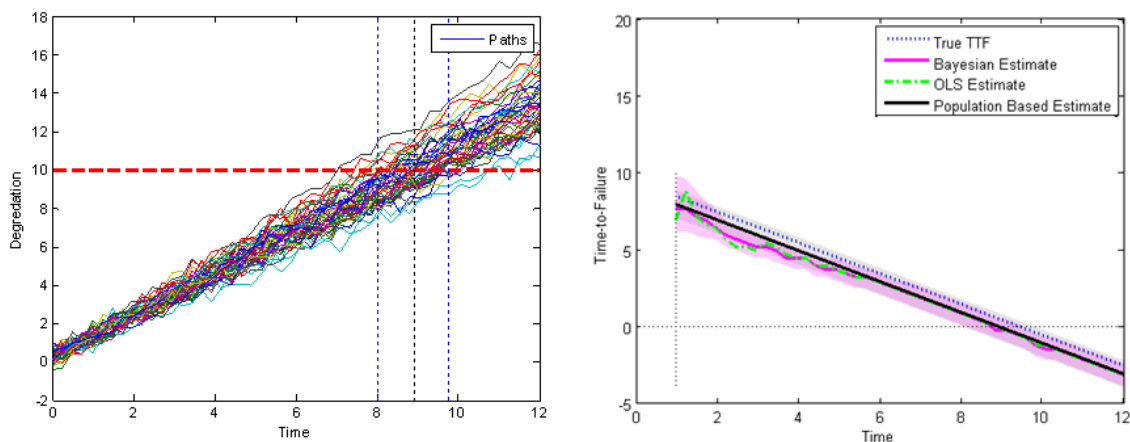 18
16
14
12
10
8
6
4
2
0
-2
Degredation
Paths
0 2 4 6 8 10 12
Time
20
15
10
5
0
-5
Time-to-Failure
True TTF
Bayesian Estimate
OLS Estimate
Population Based Estimate
0 2 4 6 8 10 12
Time